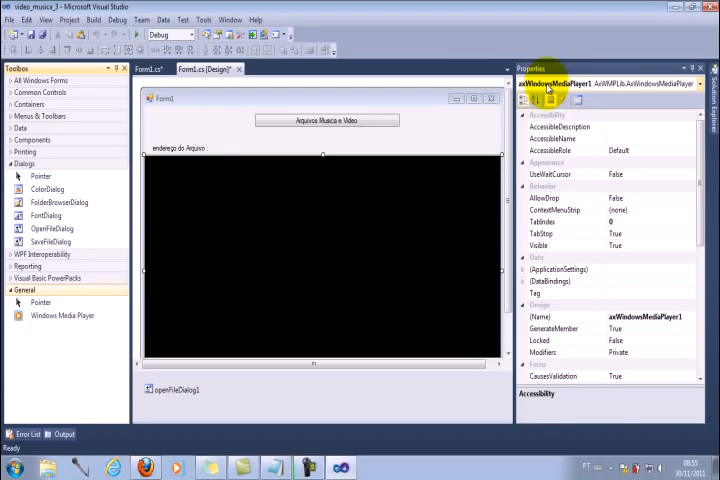 video_musica_3 - Microsoft Visual Studio
File Edit View Project Build Debug Team Data Tools Test Window Help
Debug
Toolbox
All Windows Forms
Common Controls
Containers
Menus & Toolbars
Data
Components
Printing
Dialogs
Pointer
ColorDialog
FolderBrowserDialog
FontDialog
OpenFileDialog
SaveFileDialog
WPF Interoperability
Reporting
Visual Basic PowerPacks
General
Pointer
Windows Media Player
Form1.cs* Form1.cs [Design]*
Form1
Arquivos Musica e Video
endereço do Arquivo :
openFileDialog1
Properties
axWindowsMediaPlayer1 AxWMPLib.AxWindowsMediaPlayer
Accessibility
AccessibleDescription
AccessibleName
AccessibleRole Default
Appearance
UseWaitCursor False
Behavior
AllowDrop False
ContextMenuStrip (none)
TabIndex 0
TabStop True
Visible True
Data
(ApplicationSettings)
(DataBindings)
Tag
Design
(Name) axWindowsMediaPlayer1
GenerateMember True
Locked False
Modifiers Private
Focus
CausesValidation True
Accessibility
Solution Explorer
Error List Output
Ready
PT
08:55
30/11/2011